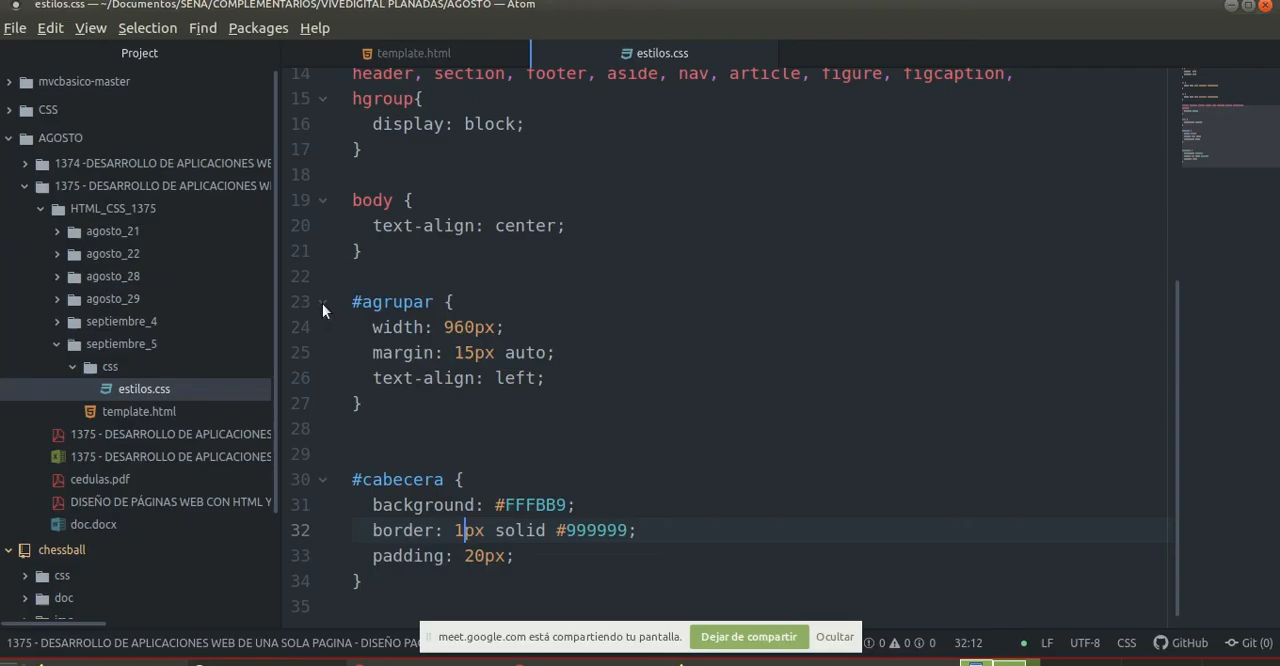 estilos.css — ~/Documentos/SENA/COMPLEMENTARIOS/VIVEDIGITAL PLANADAS/AGOSTO — Atom
File Edit View Selection Find Packages Help
Project
template.html
estilos.css
mvcbasico-master
CSS
AGOSTO
1374 -DESARROLLO DE APLICACIONES WE
1375 - DESARROLLO DE APLICACIONES W
HTML_CSS_1375
agosto_21
agosto_22
agosto_28
agosto_29
septiembre_4
septiembre_5
css
estilos.css
template.html
1375 - DESARROLLO DE APLICACIONES
1375 - DESARROLLO DE APLICACIONES
cedulas.pdf
DISEÑO DE PÁGINAS WEB CON HTML Y
doc.docx
chessball
css
doc
14 header, section, footer, aside, nav, article, figure, figcaption,
15 hgroup{
16 display: block;
17 }
18
19 body {
20 text-align: center;
21 }
22
23 #agrupar {
24 width: 960px;
25 margin: 15px auto;
26 text-align: left;
27 }
28
29
30 #cabecera {
31 background: #FFFBB9;
32 border: 1px solid #999999;
33 padding: 20px;
34 }
35
meet.google.com está compartiendo tu pantalla. Dejar de compartir Ocultar
1375 - DESARROLLO DE APLICACIONES WEB DE UNA SOLA PAGINA - DISEÑO PÁ
0 0 0 32:12 LF UTF-8 CSS GitHub Git (0)